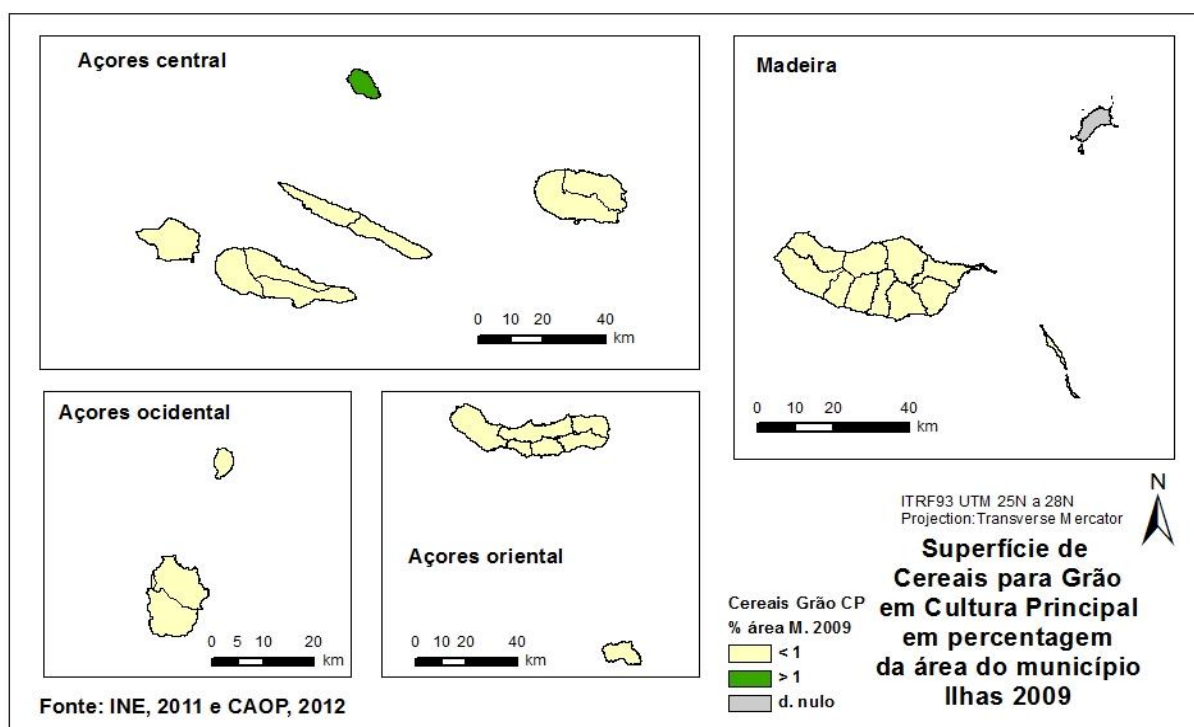 Açores central
0 10 20 40
km
Madeira
0 10 20 40
km
Açores ocidental
0 5 10 20
km
Açores oriental
0 10 20 40
km
ITRF93 UTM 25N a 28N
Projection:Transverse Mercator
N
Superfície de
Cereais para Grão
em Cultura Principal
em percentagem
da área do município
Ilhas 2009
Cereais Grão CP
% área M. 2009
< 1
> 1
d. nulo
Fonte: INE, 2011 e CAOP, 2012